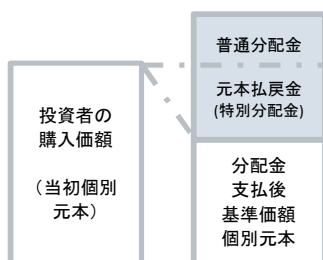 投資者の
購入価額
（当初個別
元本）
普通分配金
元本払戻金
(特別分配金)
分配金
支払後
基準価額
個別元本